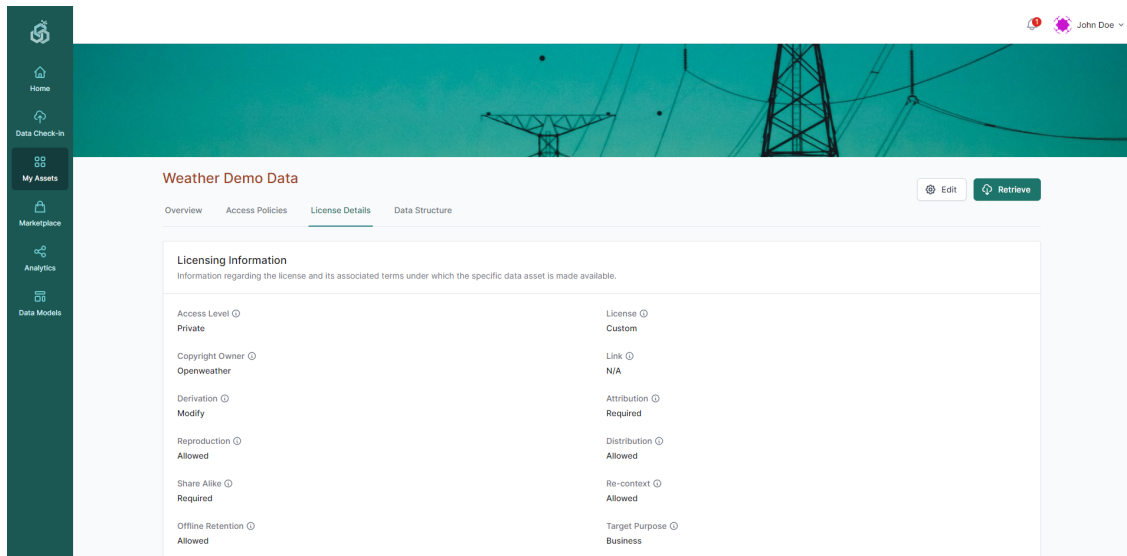 1
John Doe
Home
Data Check-in
My Assets
Marketplace
Analytics
Data Models
Weather Demo Data
Edit
Retrieve
Overview
Access Policies
License Details
Data Structure
Licensing Information
Information regarding the license and its associated terms under which the specific data asset is made available.
Access Level
Private
License
Custom
Copyright Owner
Openweather
Link
N/A
Derivation
Modify
Attribution
Required
Reproduction
Allowed
Distribution
Allowed
Share Alike
Required
Re-context
Allowed
Offline Retention
Allowed
Target Purpose
Business